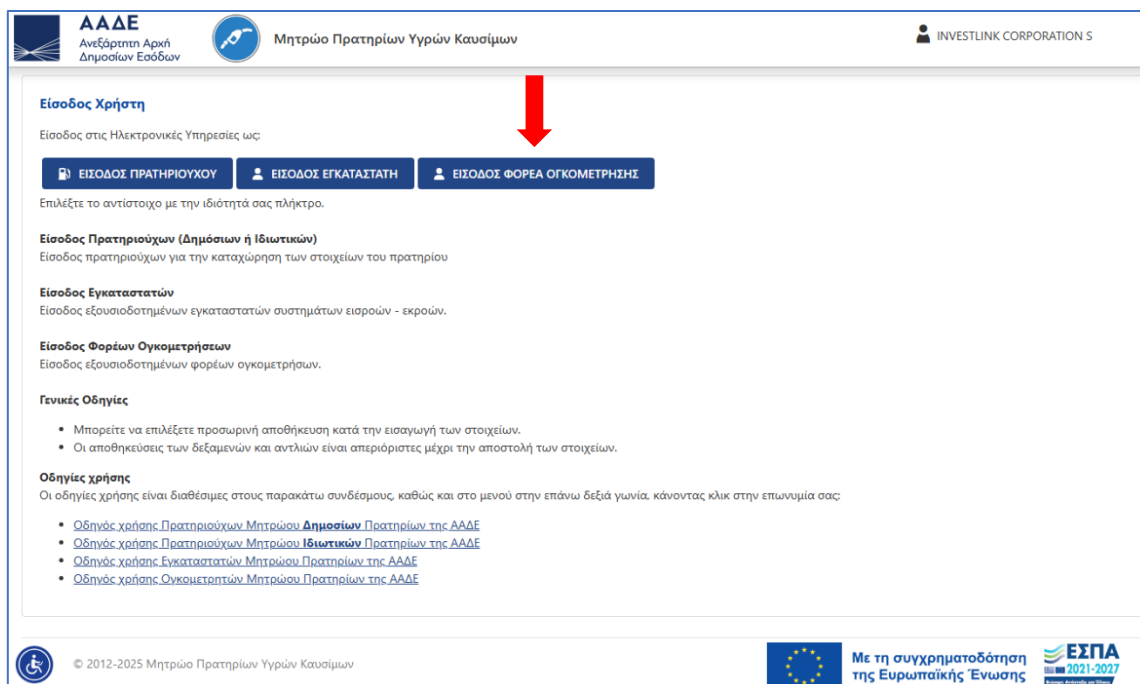 ΑΑΔΕ
Ανεξάρτητη Αρχή
Δημοσίων Εσόδων
Μητρώο Πρατηρίων Υγρών Καυσίμων
INVESTLINK CORPORATION S
Είσοδος Χρήστη
Είσοδος στις Ηλεκτρονικές Υπηρεσίες ως:
ΕΙΣΟΔΟΣ ΠΡΑΤΗΡΙΟΥΧΟΥ
ΕΙΣΟΔΟΣ ΕΓΚΑΤΑΣΤΑΤΗ
ΕΙΣΟΔΟΣ ΦΟΡΕΑ ΟΓΚΟΜΕΤΡΗΣΗΣ
Επιλέξτε το αντίστοιχο με την ιδιότητά σας πλήκτρο.
Είσοδος Πρατηριούχων (Δημόσιων ή Ιδιωτικών)
Είσοδος πρατηριούχων για την καταχώρηση των στοιχείων του πρατηρίου
Είσοδος Εγκαταστατών
Είσοδος εξουσιοδοτημένων εγκαταστατών συστημάτων εισροών - εκροών.
Είσοδος Φορέων Ογκομετρήσεων
Είσοδος εξουσιοδοτημένων φορέων ογκομετρήσων.
Γενικές Οδηγίες
• Μπορείτε να επιλέξετε προσωρινή αποθήκευση κατά την εισαγωγή των στοιχείων.
• Οι αποθηκεύσεις των δεξαμενών και αντλιών είναι απεριόριστες μέχρι την αποστολή των στοιχείων.
Οδηγίες χρήσης
Οι οδηγίες χρήσης είναι διαθέσιμες στους παρακάτω συνδέσμους, καθώς και στο μενού στην επάνω δεξιά γωνία, κάνοντας κλικ στην επωνυμία σας:
• Οδηγός χρήσης Πρατηριούχων Μητρώου Δημοσίων Πρατηρίων της ΑΑΔΕ
• Οδηγός χρήσης Πρατηριούχων Μητρώου Ιδιωτικών Πρατηρίων της ΑΑΔΕ
• Οδηγός χρήσης Εγκαταστατών Μητρώου Πρατηρίων της ΑΑΔΕ
• Οδηγός χρήσης Ογκομετρητών Μητρώου Πρατηρίων της ΑΑΔΕ
© 2012-2025 Μητρώο Πρατηρίων Υγρών Καυσίμων
Με τη συγχρηματοδότηση
της Ευρωπαϊκής Ένωσης
ΕΣΠΑ
2021-2027